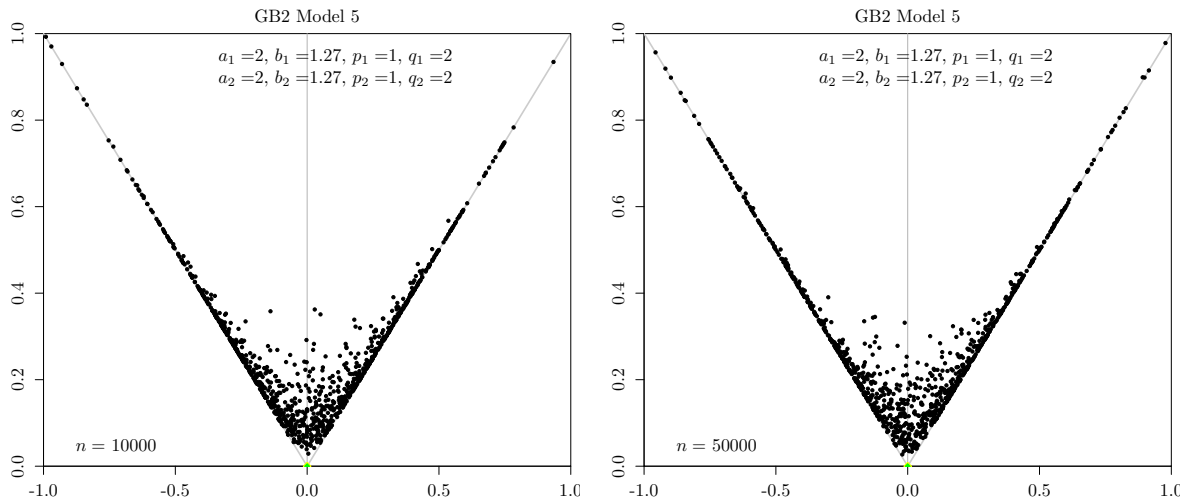 GB2 Model 5
a₁ =2, b₁ =1.27, p₁ =1, q₁ =2
a₂ =2, b₂ =1.27, p₂ =1, q₂ =2
1.0
0.8
0.6
0.4
0.2
0.0
n = 10000
-1.0 -0.5 0.0 0.5 1.0
GB2 Model 5
a₁ =2, b₁ =1.27, p₁ =1, q₁ =2
a₂ =2, b₂ =1.27, p₂ =1, q₂ =2
1.0
0.8
0.6
0.4
0.2
0.0
n = 50000
-1.0 -0.5 0.0 0.5 1.0